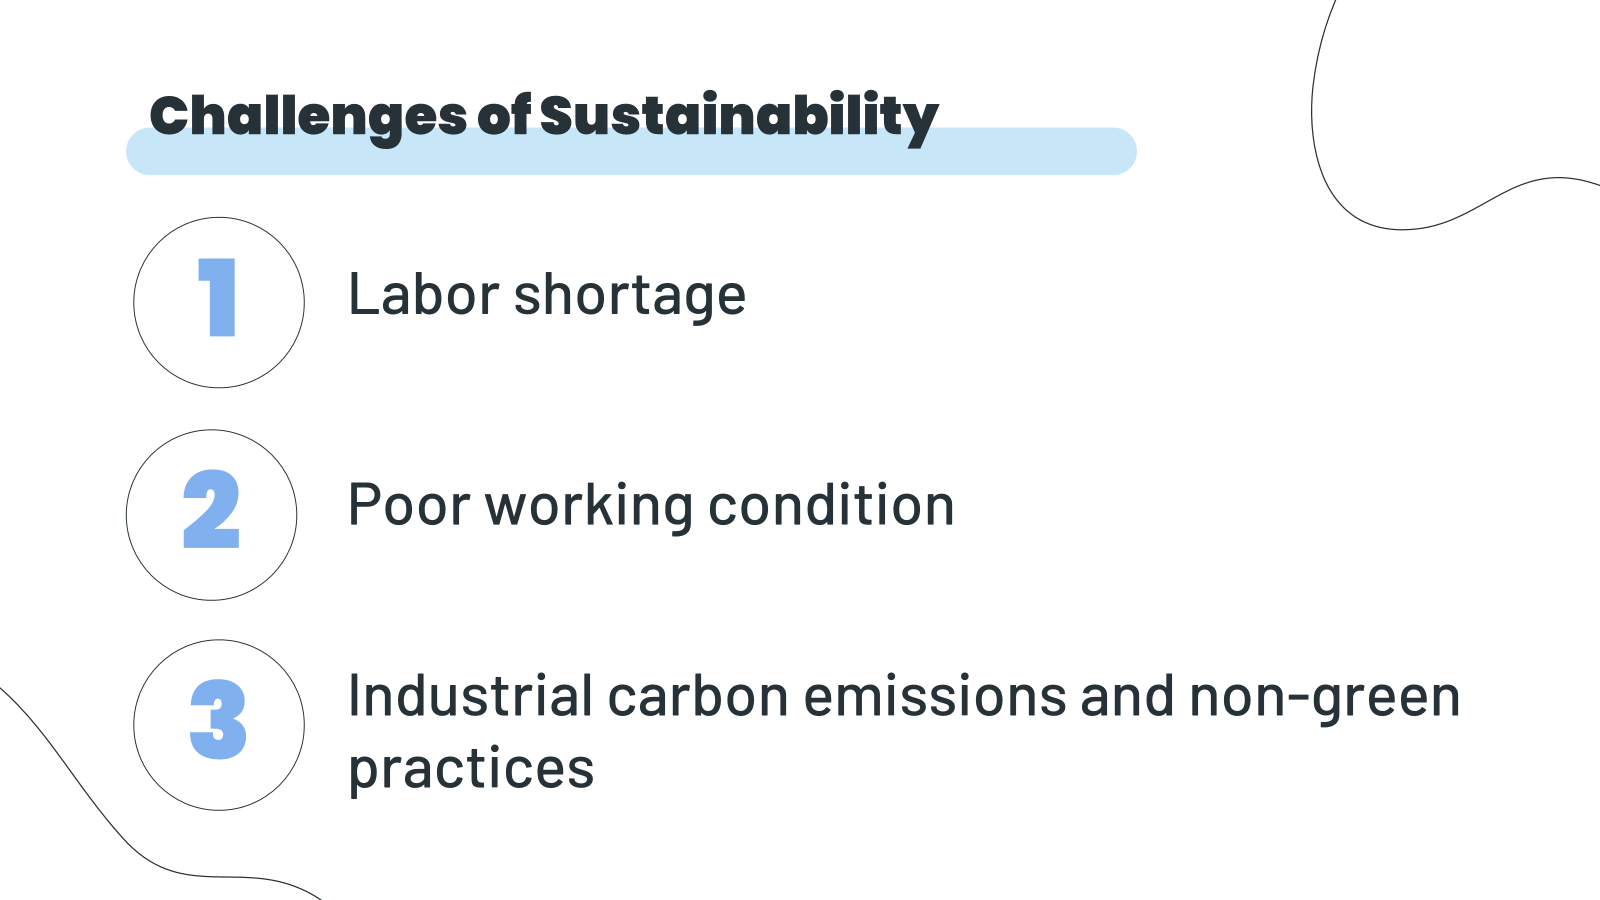 Challenges of Sustainability
1
Labor shortage
2
Poor working condition
3
Industrial carbon emissions and non-green
practices